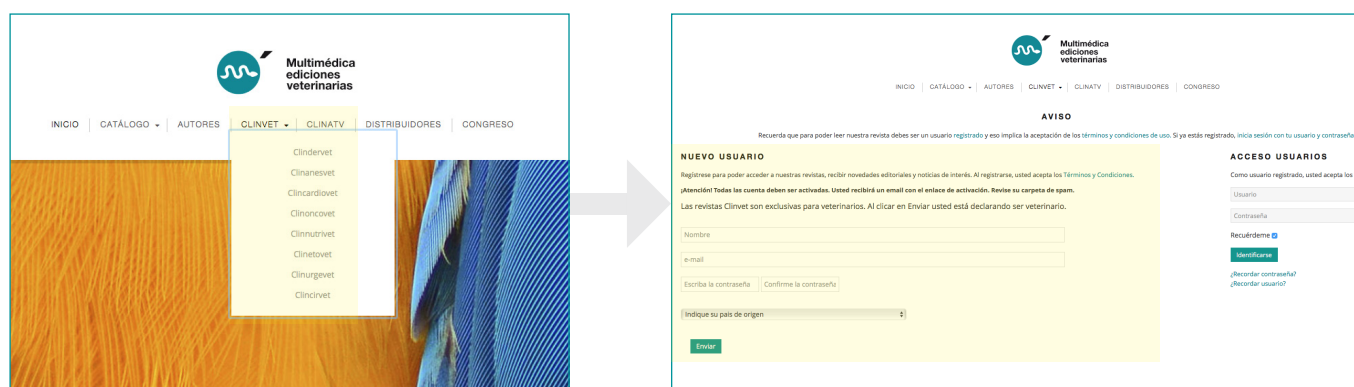 Multimédica
ediciones
veterinarias
INICIO CATÁLOGO AUTORES CLINVET CLINATV DISTRIBUIDORES CONGRESO
Clindervet
Clinanesvet
Clincardiovet
Clinoncovet
Clinnutrivet
Clinetovet
Clinurgevet
Clincirvet
Multimédica
ediciones
veterinarias
INICIO CATÁLOGO AUTORES CLINVET CLINATV DISTRIBUIDORES CONGRESO
AVISO
Recuerda que para poder leer nuestra revista debes ser un usuario registrado y eso implica la aceptación de los términos y condiciones de uso. Si ya estás registrado, inicia sesión con tu usuario y contraseña
NUEVO USUARIO
Regístrese para poder acceder a nuestras revistas, recibir novedades editoriales y noticias de interés. Al registrarse, usted acepta los Términos y Condiciones.
¡Atención! Todas las cuenta deben ser activadas. Usted recibirá un email con el enlace de activación. Revise su carpeta de spam.
Las revistas Clinvet son exclusivas para veterinarios. Al clicar en Enviar usted está declarando ser veterinario.
Nombre
e-mail
Escriba la contraseña Confirme la contraseña
Indique su pais de origen
Enviar
ACCESO USUARIOS
Como usuario registrado, usted acepta los
Usuario
Contraseña
Recuérdeme
Identificarse
¿Recordar contraseña?
¿Recordar usuario?